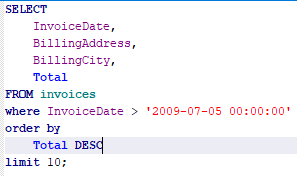 SELECT
InvoiceDate,
BillingAddress,
BillingCity,
Total
FROM invoices
where InvoiceDate > '2009-07-05 00:00:00'
order by
Total DESC
limit 10;